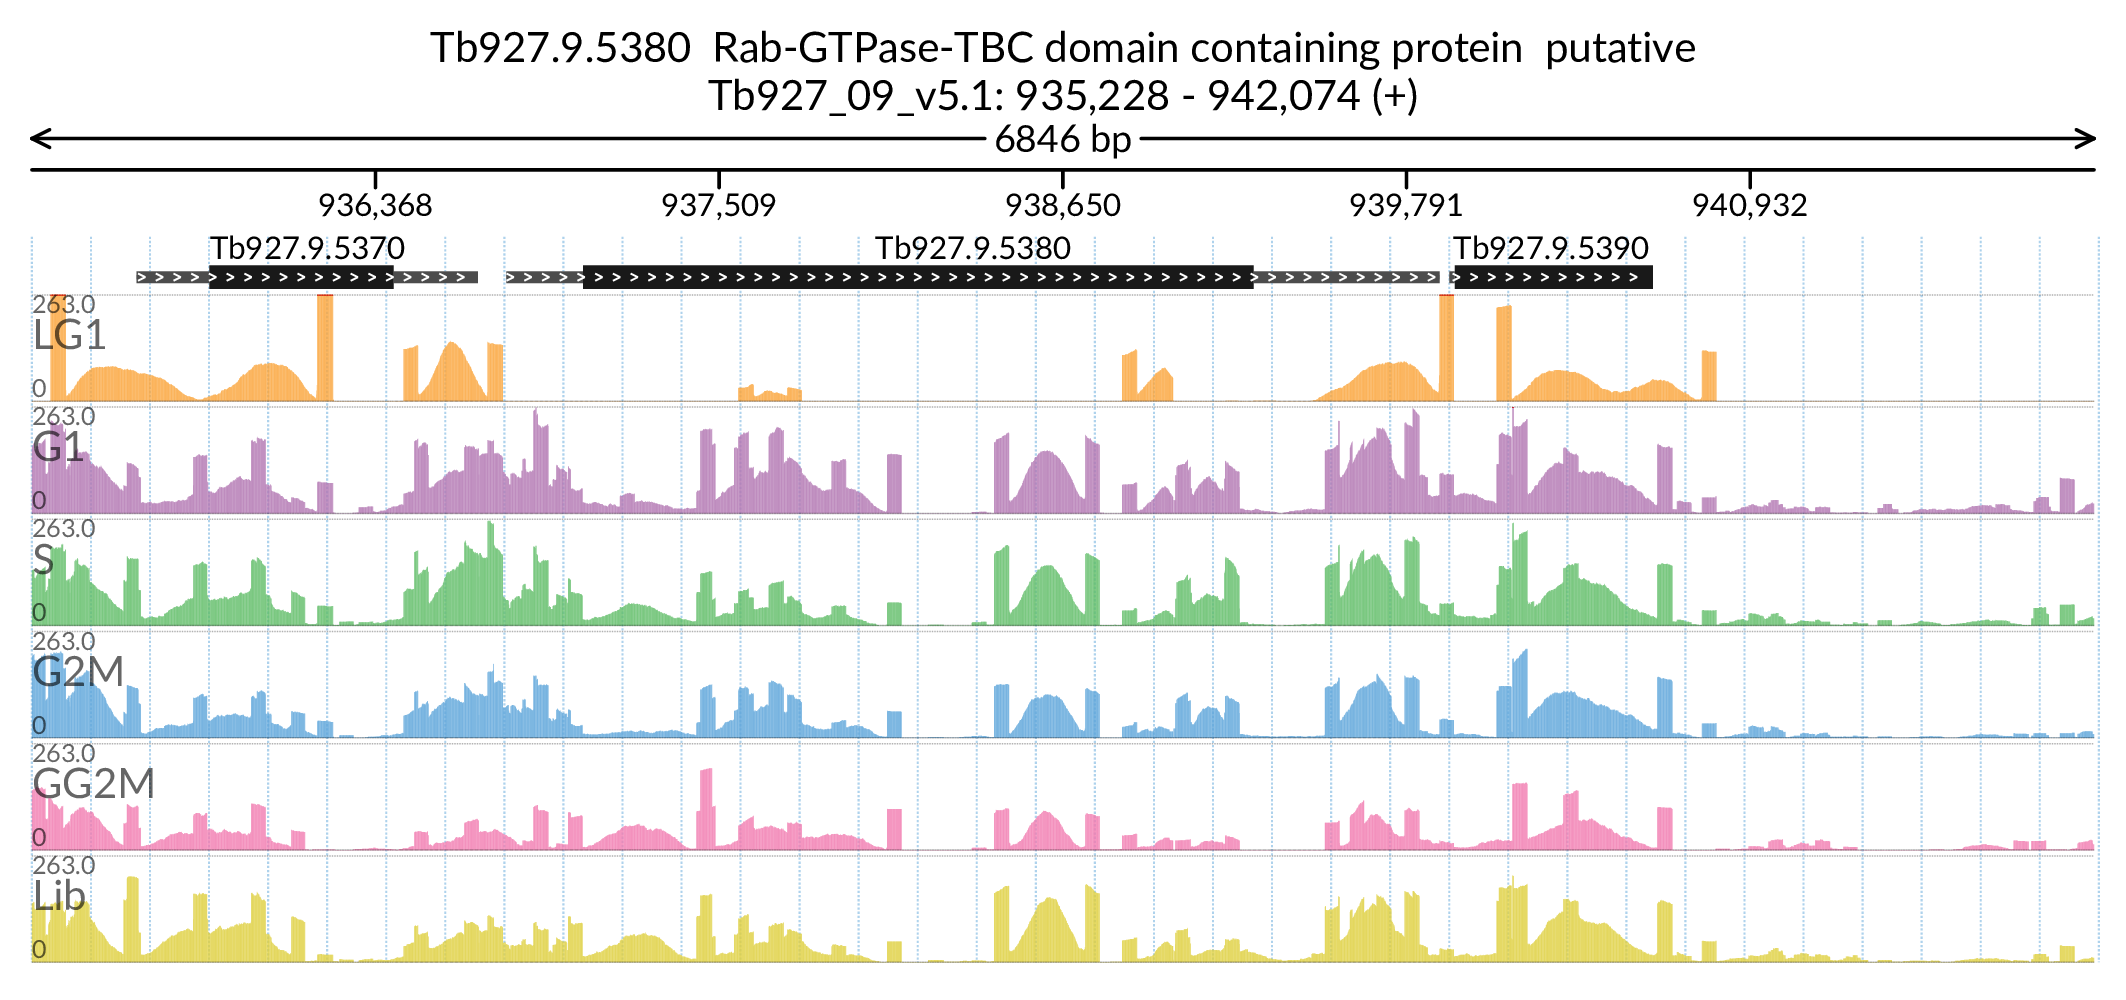 Tb927.9.5380  Rab-GTPase-TBC domain containing protein  putative
Tb927_09_v5.1: 935,228 - 942,074 (+)
6846 bp
936,368 937,509 938,650 939,791 940,932
Tb927.9.5370 Tb927.9.5380 Tb927.9.5390
263.0
LG1
0
263.0
G1
0
263.0
S
0
263.0
G2M
0
263.0
GG2M
0
263.0
Lib
0